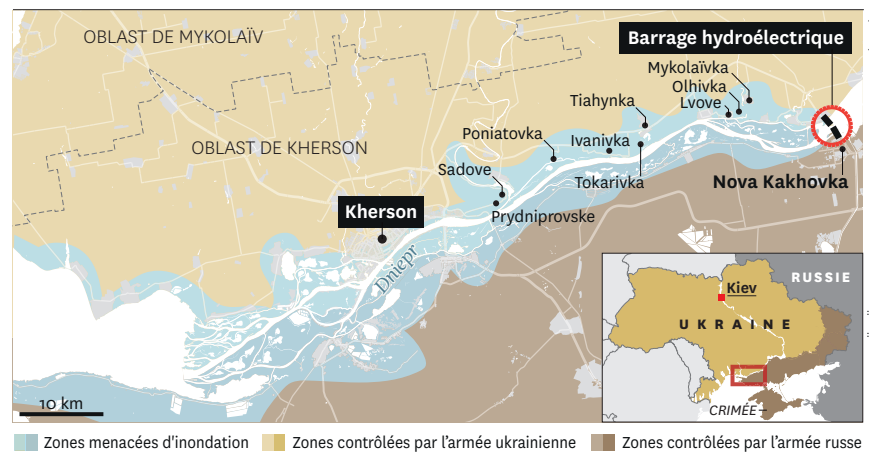 OBLAST DE MYKOLAÏV
Barrage hydroélectrique
Mykolaïvka
Olhivka
Lvove
Tiahynka
Poniatovka
Ivanivka
OBLAST DE KHERSON
Sadove
Tokarivka
Nova Kakhovka
Kherson
Prydniprovske
Dniepr
RUSSIE
Kiev
UKRAINE
CRIMÉE
10 km
Zones menacées d'inondation
Zones contrôlées par l'armée ukrainienne
Zones contrôlées par l'armée russe